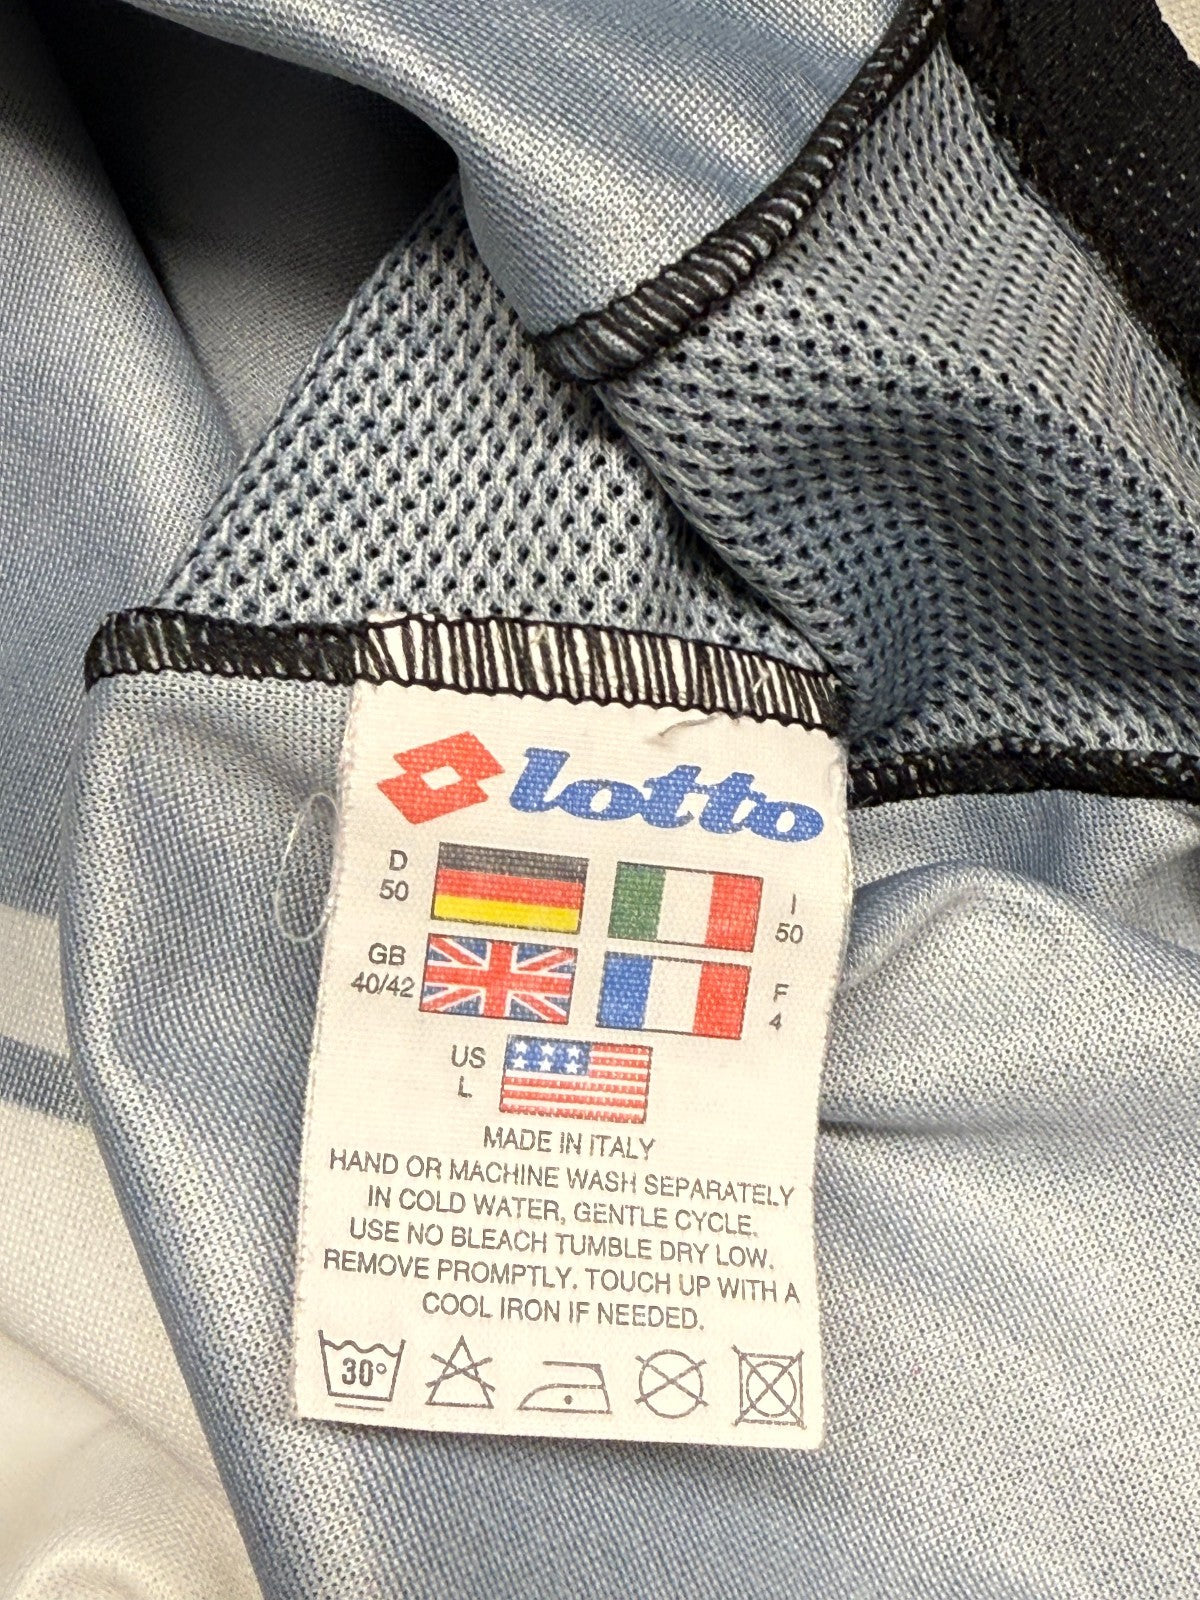 lotto
D
50
I
50
GB
40/42
F
4
US
L
MADE IN ITALY
HAND OR MACHINE WASH SEPARATELY
IN COLD WATER, GENTLE CYCLE.
USE NO BLEACH TUMBLE DRY LOW.
REMOVE PROMPTLY. TOUCH UP WITH A
COOL IRON IF NEEDED.
30°